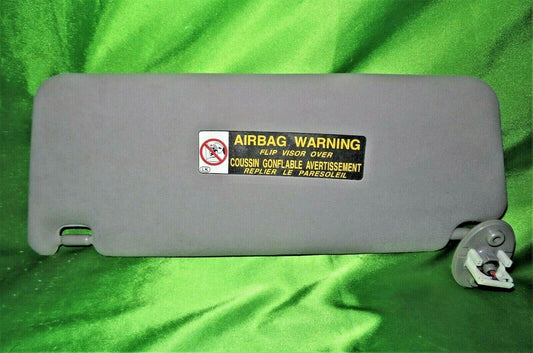 AIRBAG WARNING
FLIP VISOR OVER
COUSSIN GONFLABLE AVERTISSEMENT
REPLIER LE PARESOLEIL